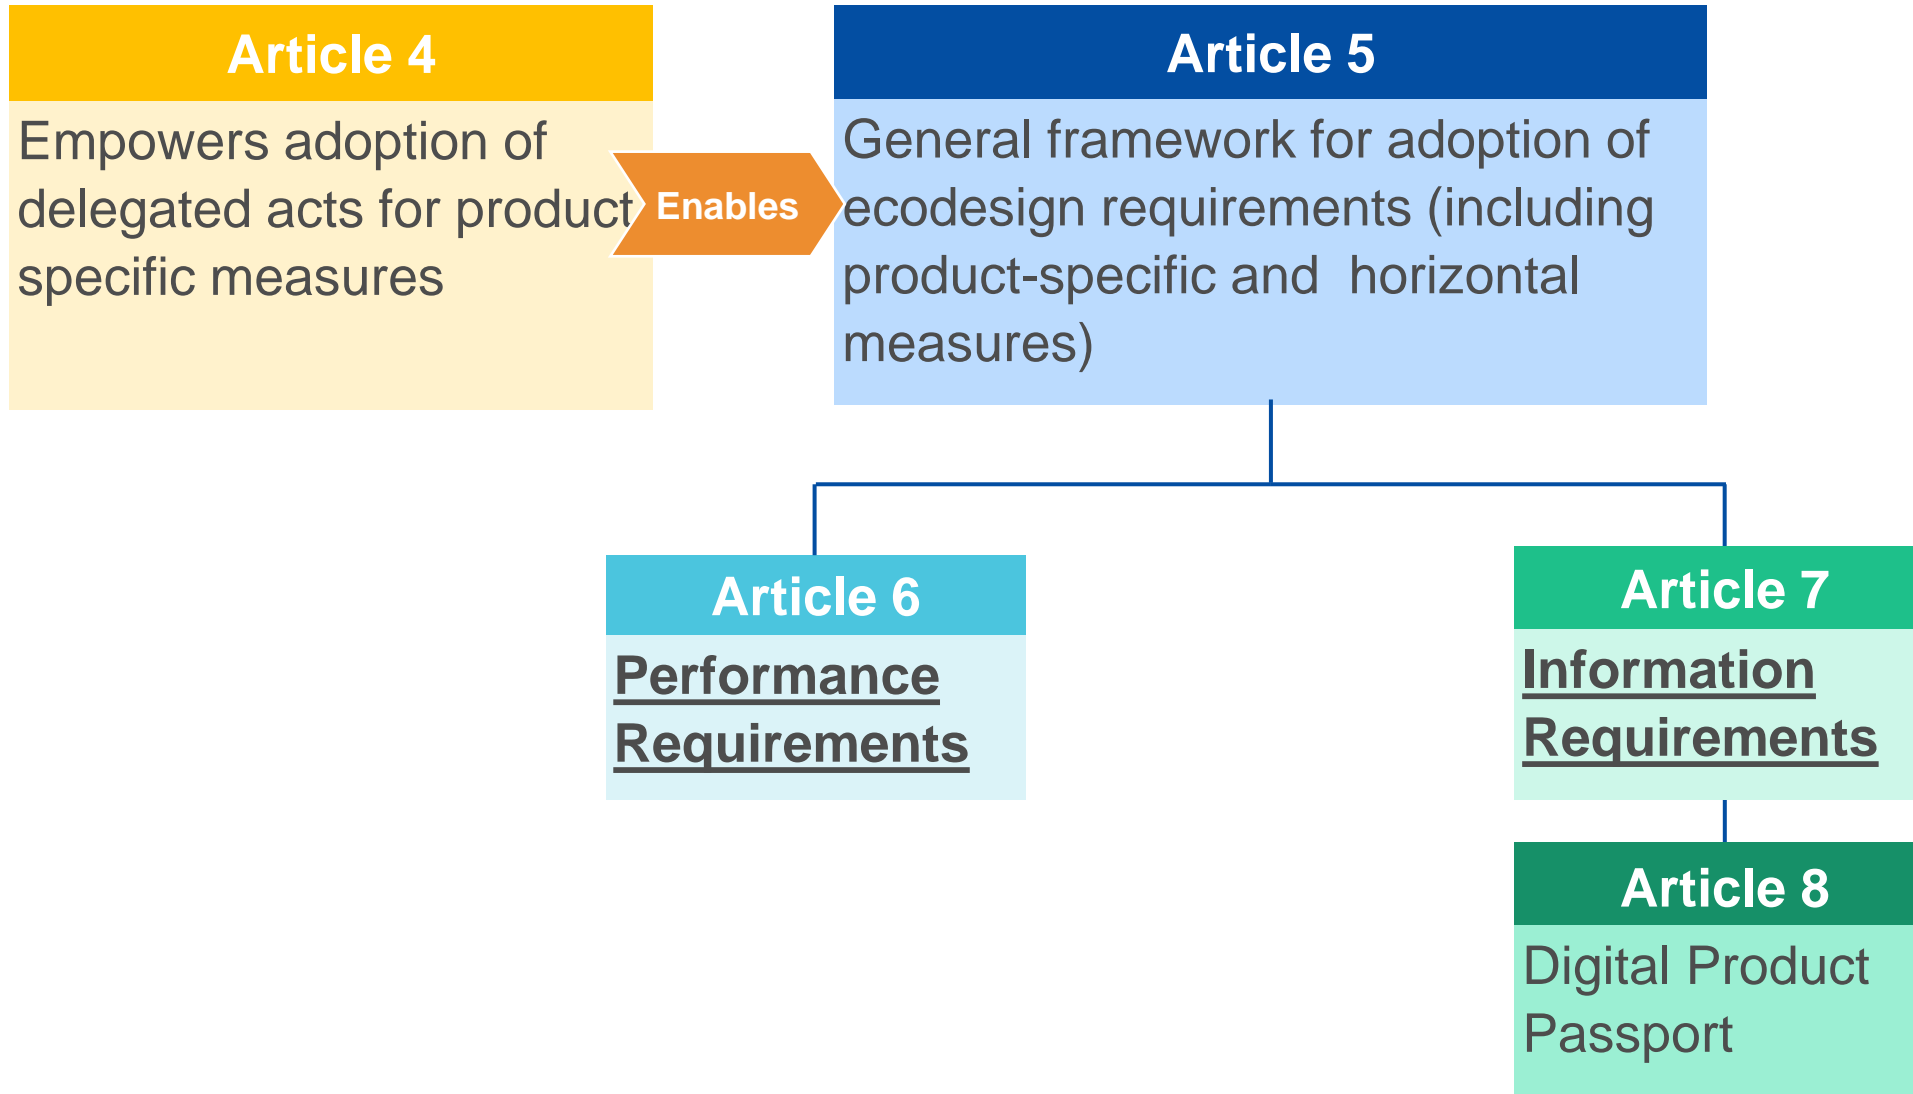 Article 4
Empowers adoption of
delegated acts for product
specific measures
Enables
Article 5
General framework for adoption of
ecodesign requirements (including
product-specific and  horizontal
measures)
Article 6
Performance
Requirements
Article 7
Information
Requirements
Article 8
Digital Product
Passport